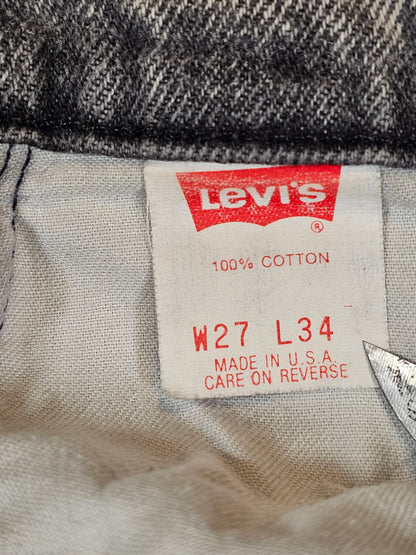 Levi's
®
100% COTTON
W27 L34
MADE IN U.S.A.
CARE ON REVERSE